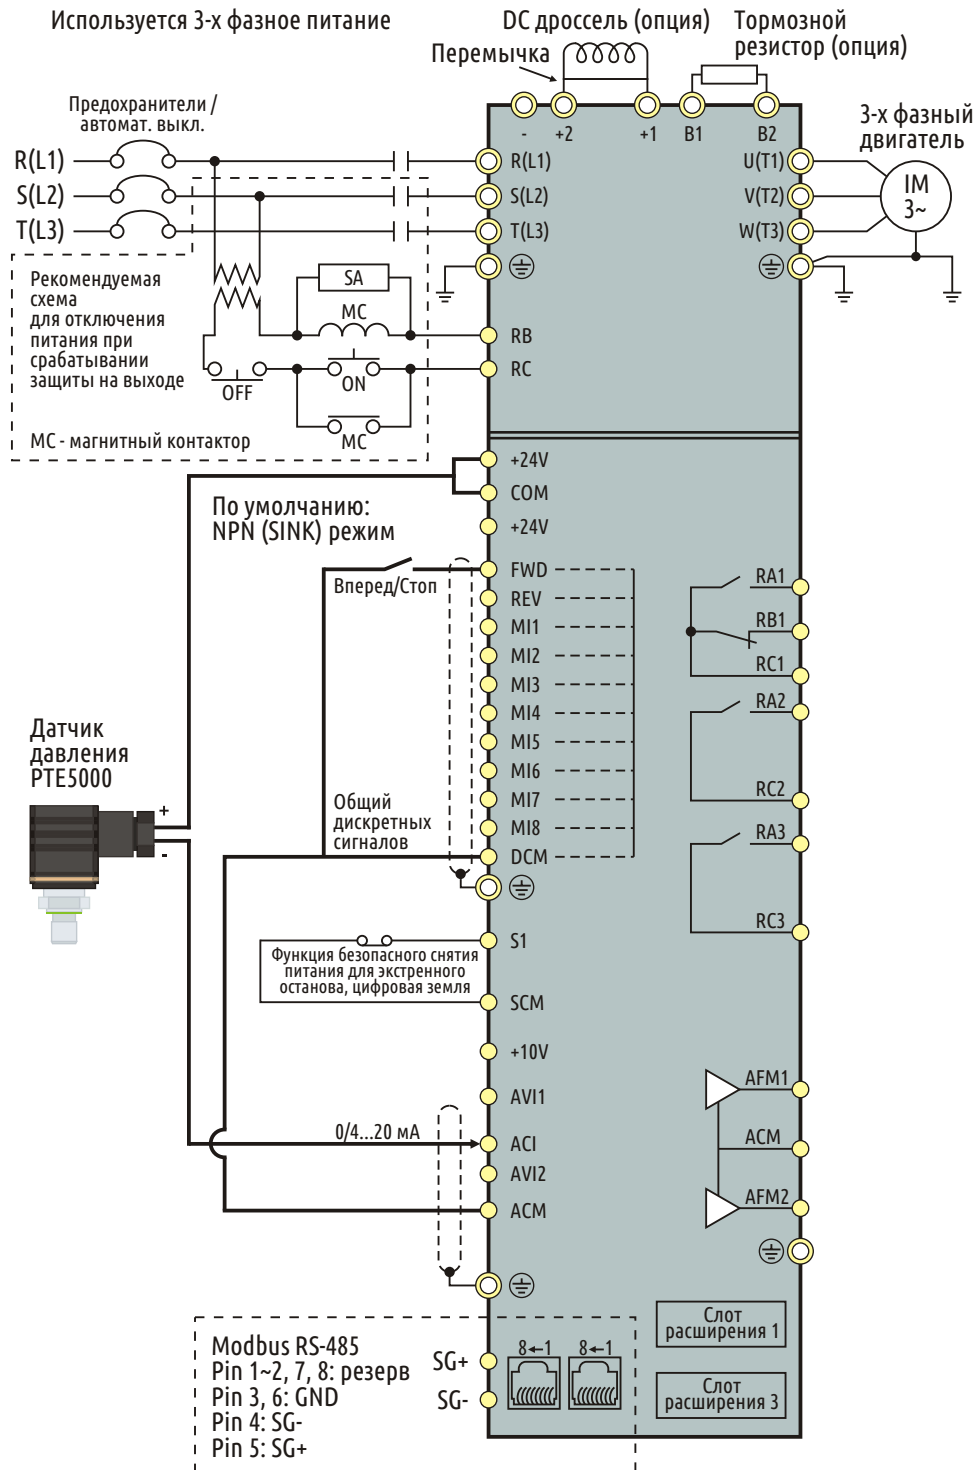 Используется 3-х фазное питание
DC дроссель (опция)
Тормозной
резистор (опция)
Перемычка
Предохранители /
автомат. выкл.
3-х фазный
двигатель
- +2 +1 B1 B2
R(L1) R(L1) U(T1)
S(L2) S(L2) V(T2)
T(L3) T(L3) W(T3)
IM
3~
Рекомендуемая
схема
для отключения
питания при
срабатывании
защиты на выходе
SA
MC
RB
RC
OFF
ON
MC
MC - магнитный контактор
+24V
COM
+24V
По умолчанию:
NPN (SINK) режим
Вперед/Стоп
FWD
REV
MI1
MI2
MI3
MI4
MI5
MI6
MI7
MI8
DCM
RA1
RB1
RC1
RA2
RC2
RA3
RC3
Датчик
давления
PTE5000
+
-
Общий
дискретных
сигналов
S1
Функция безопасного снятия
питания для экстренного
останова, цифровая земля
SCM
+10V
AVI1
0/4...20 мА
ACI
AVI2
ACM
AFM1
ACM
AFM2
Слот
расширения 1
Слот
расширения 3
Modbus RS-485
Pin 1~2, 7, 8: резерв
Pin 3, 6: GND
Pin 4: SG-
Pin 5: SG+
SG+
SG-
8←1 8←1